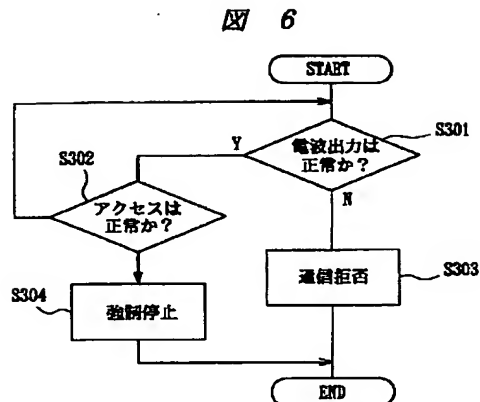 図 6
START
電波出力は
正常か？
S301
Y
N
S302
アクセスは
正常か？
通信拒否
S303
S304
強制停止
END